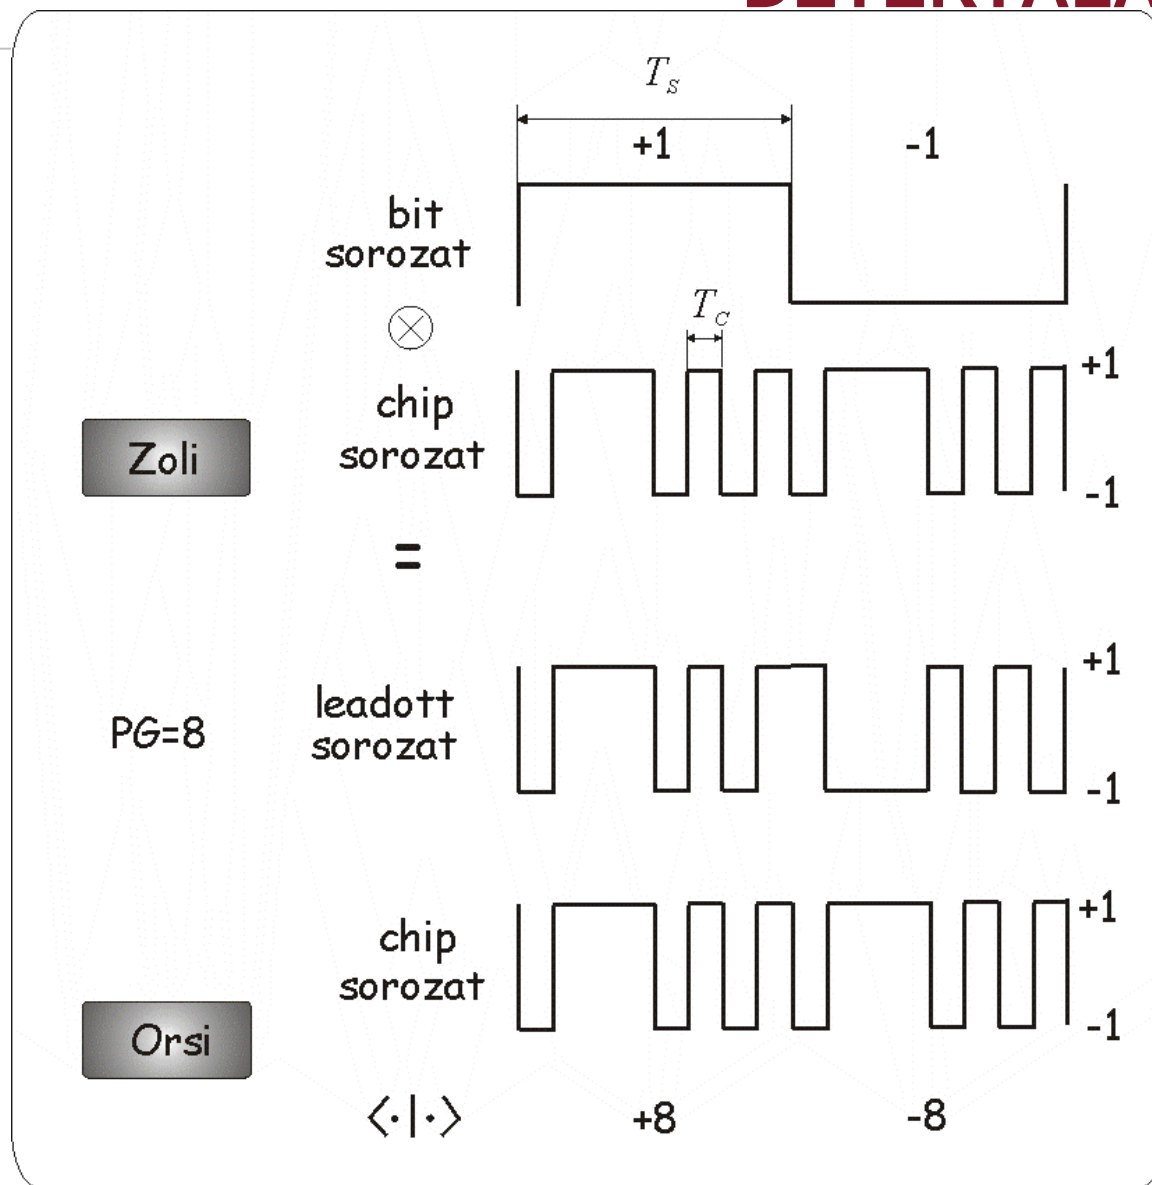 T_s
+1 -1
bit
sorozat
⊗
T_c
chip
sorozat
+1
-1
Zoli
=
leadott
sorozat
+1
-1
PG=8
chip
sorozat
+1
-1
Orsi
⟨·|·⟩ +8 -8